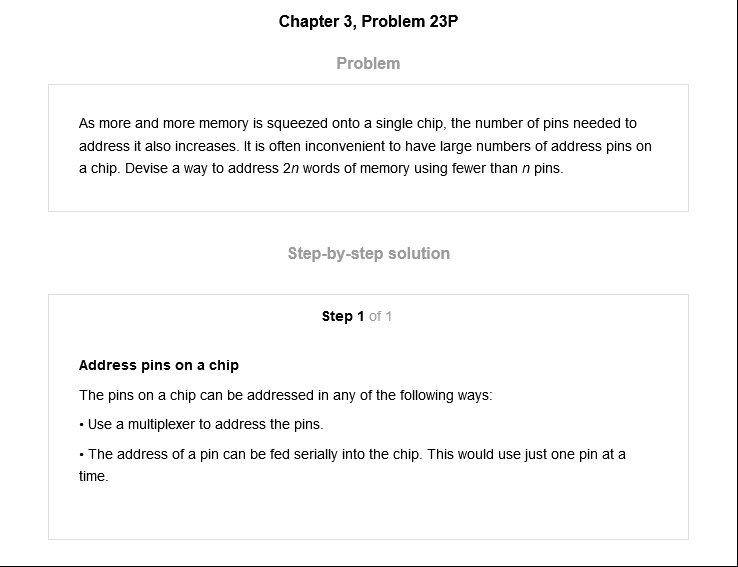 Chapter 3, Problem 23P
Problem
As more and more memory is squeezed onto a single chip, the number of pins needed to
address it also increases. It is often inconvenient to have large numbers of address pins on
a chip. Devise a way to address 2n words of memory using fewer than n pins.
Step-by-step solution
Step 1 of 1
Address pins on a chip
The pins on a chip can be addressed in any of the following ways:
• Use a multiplexer to address the pins.
• The address of a pin can be fed serially into the chip. This would use just one pin at a
time.